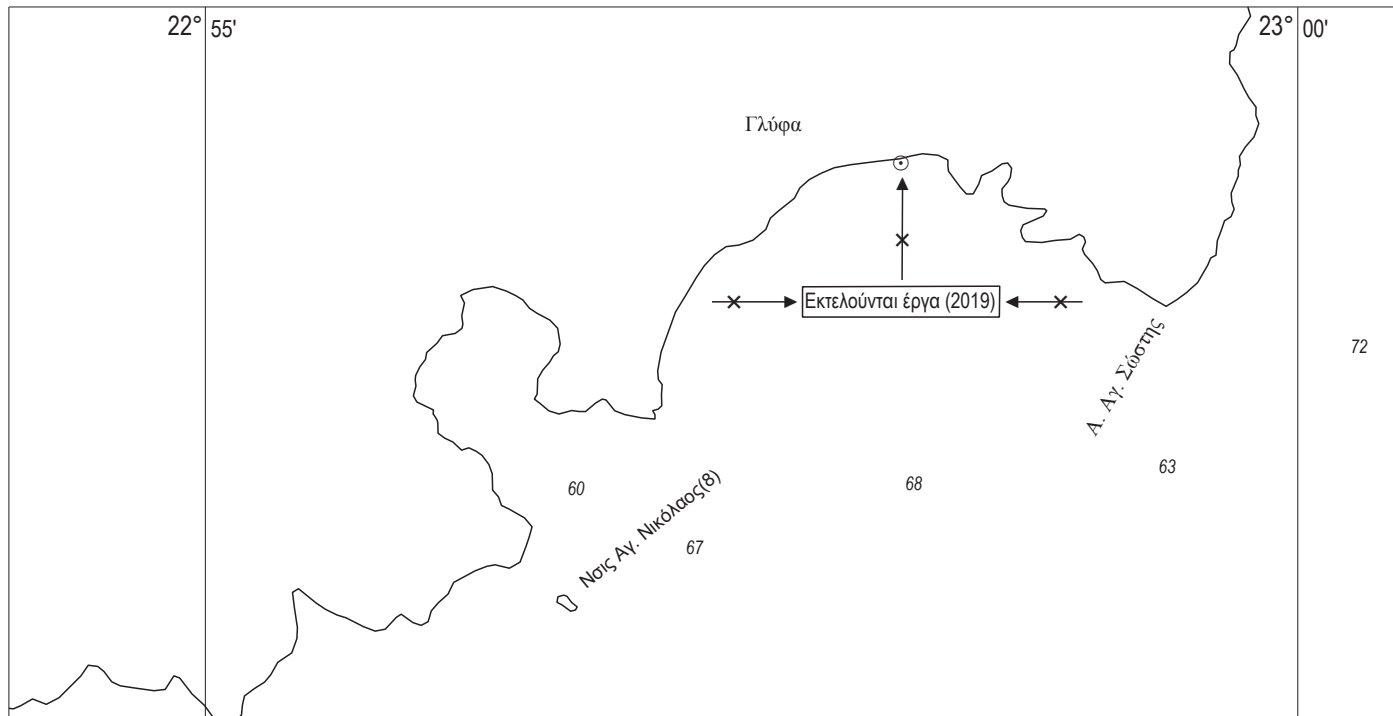 22° 55'
23° 00'
Γλύφα
Εκτελούνται έργα (2019)
Α. Αγ. Σώστης
72
63
60
68
Νσις Αγ. Νικόλαος(8)
67